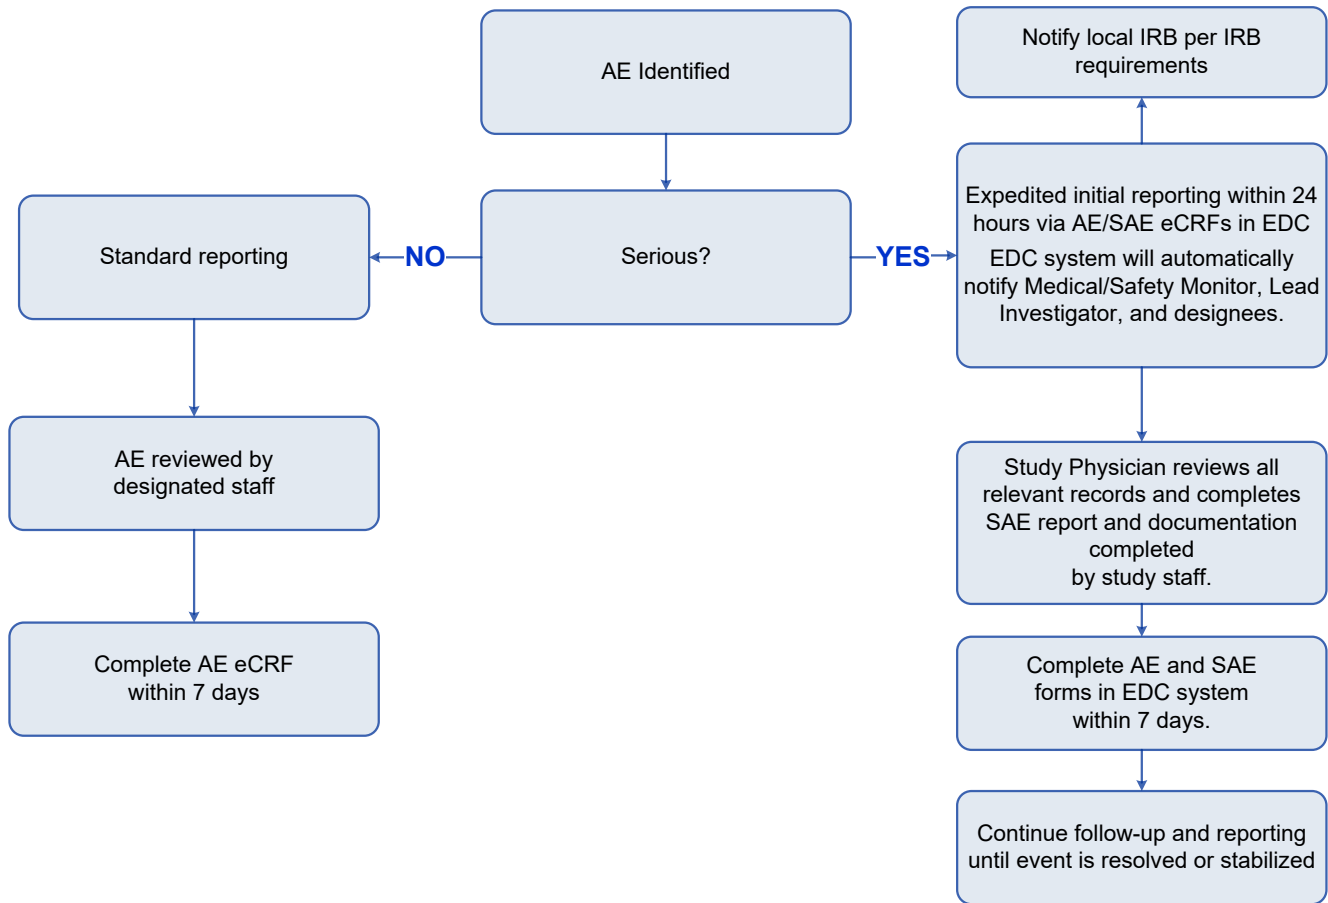 AE Identified
Notify local IRB per IRB
requirements
Standard reporting
NO
Serious?
YES
Expedited initial reporting within 24
hours via AE/SAE eCRFs in EDC
EDC system will automatically
notify Medical/Safety Monitor, Lead
Investigator, and designees.
AE reviewed by
designated staff
Study Physician reviews all
relevant records and completes
SAE report and documentation
completed
by study staff.
Complete AE eCRF
within 7 days
Complete AE and SAE
forms in EDC system
within 7 days.
Continue follow-up and reporting
until event is resolved or stabilized